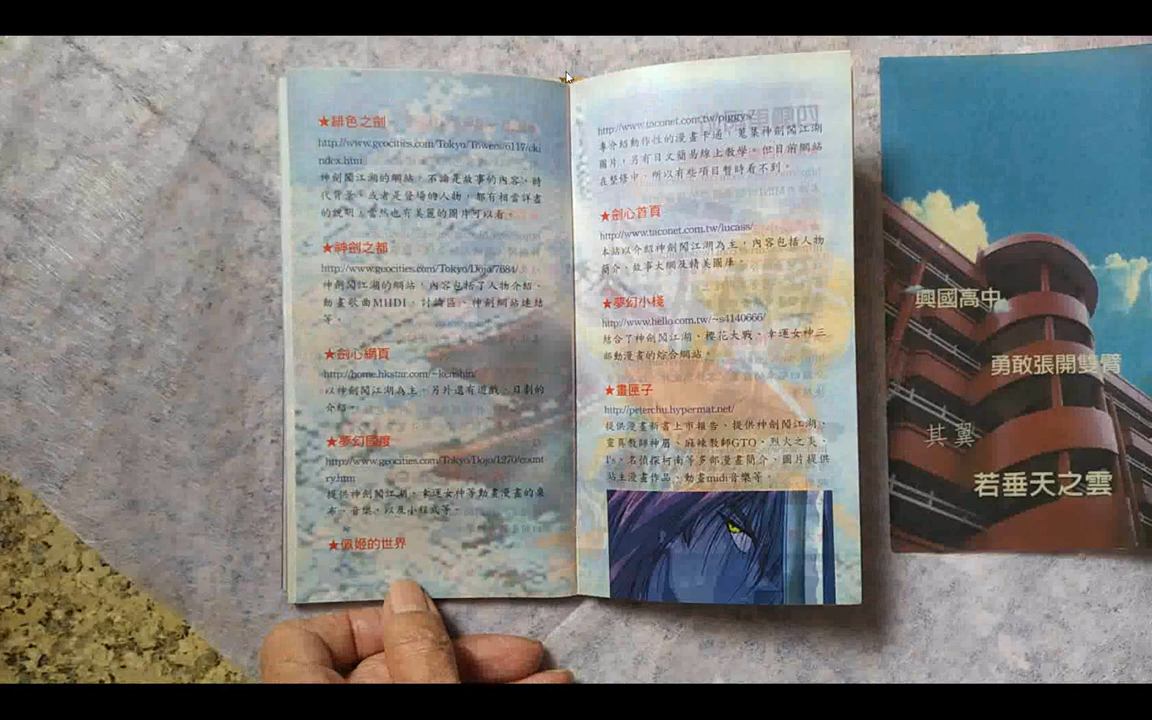 ★緋色之劍
http://www.geocities.com/Tokyo/Towers/6117/cki
ndex.htm
神劍闖江湖的網站，不論是故事的內容、時
代背景，或者是登場的人物，都有相當詳盡
的說明，當然也有美麗的圖片可以看。
★神劍之都
http://www.geocities.com/Tokyo/Dojo/7684/
神劍闖江湖的網站，內容包括了人物介紹、
動畫歌曲MIDI、討論區、神劍網站連結
等。
★劍心網頁
http://home.hkstar.com/~kenshin/
以神劍闖江湖為主，另外還有遊戲、日劇的
介紹。
★夢幻國度
http://www.geocities.com/Tokyo/Dojo/1270/count
ry.htm
提供神劍闖江湖、幸運女神等動畫漫畫的桌
布、音樂、以及小程式等。
★佩姬的世界
http://www.taconet.com.tw/piggys/
專介紹動作性的漫畫卡通，蒐集神劍闖江湖
圖片，另有日文簡易線上教學。但目前網站
在整修中，所以有些項目暫時看不到。
★劍心首頁
http://www.taconet.com.tw/lucass/
本站以介紹神劍闖江湖為主，內容包括人物
簡介、故事大綱及精美圖庫。
★夢幻小棧
http://www.hello.com.tw/~s4140666/
結合了神劍闖江湖、櫻花大戰、幸運女神三
部動漫畫的綜合網站。
★畫匣子
http://peterchu.hypermat.net/
提供漫畫新書上市報告、提供神劍闖江湖、
靈異教師神眉、麻辣教師GTO、烈火之炎、
I's、名偵探柯南等多部漫畫簡介、圖片提供
站主漫畫作品、動畫midi音樂等。
興國高中
勇敢張開雙臂
其翼
若垂天之雲